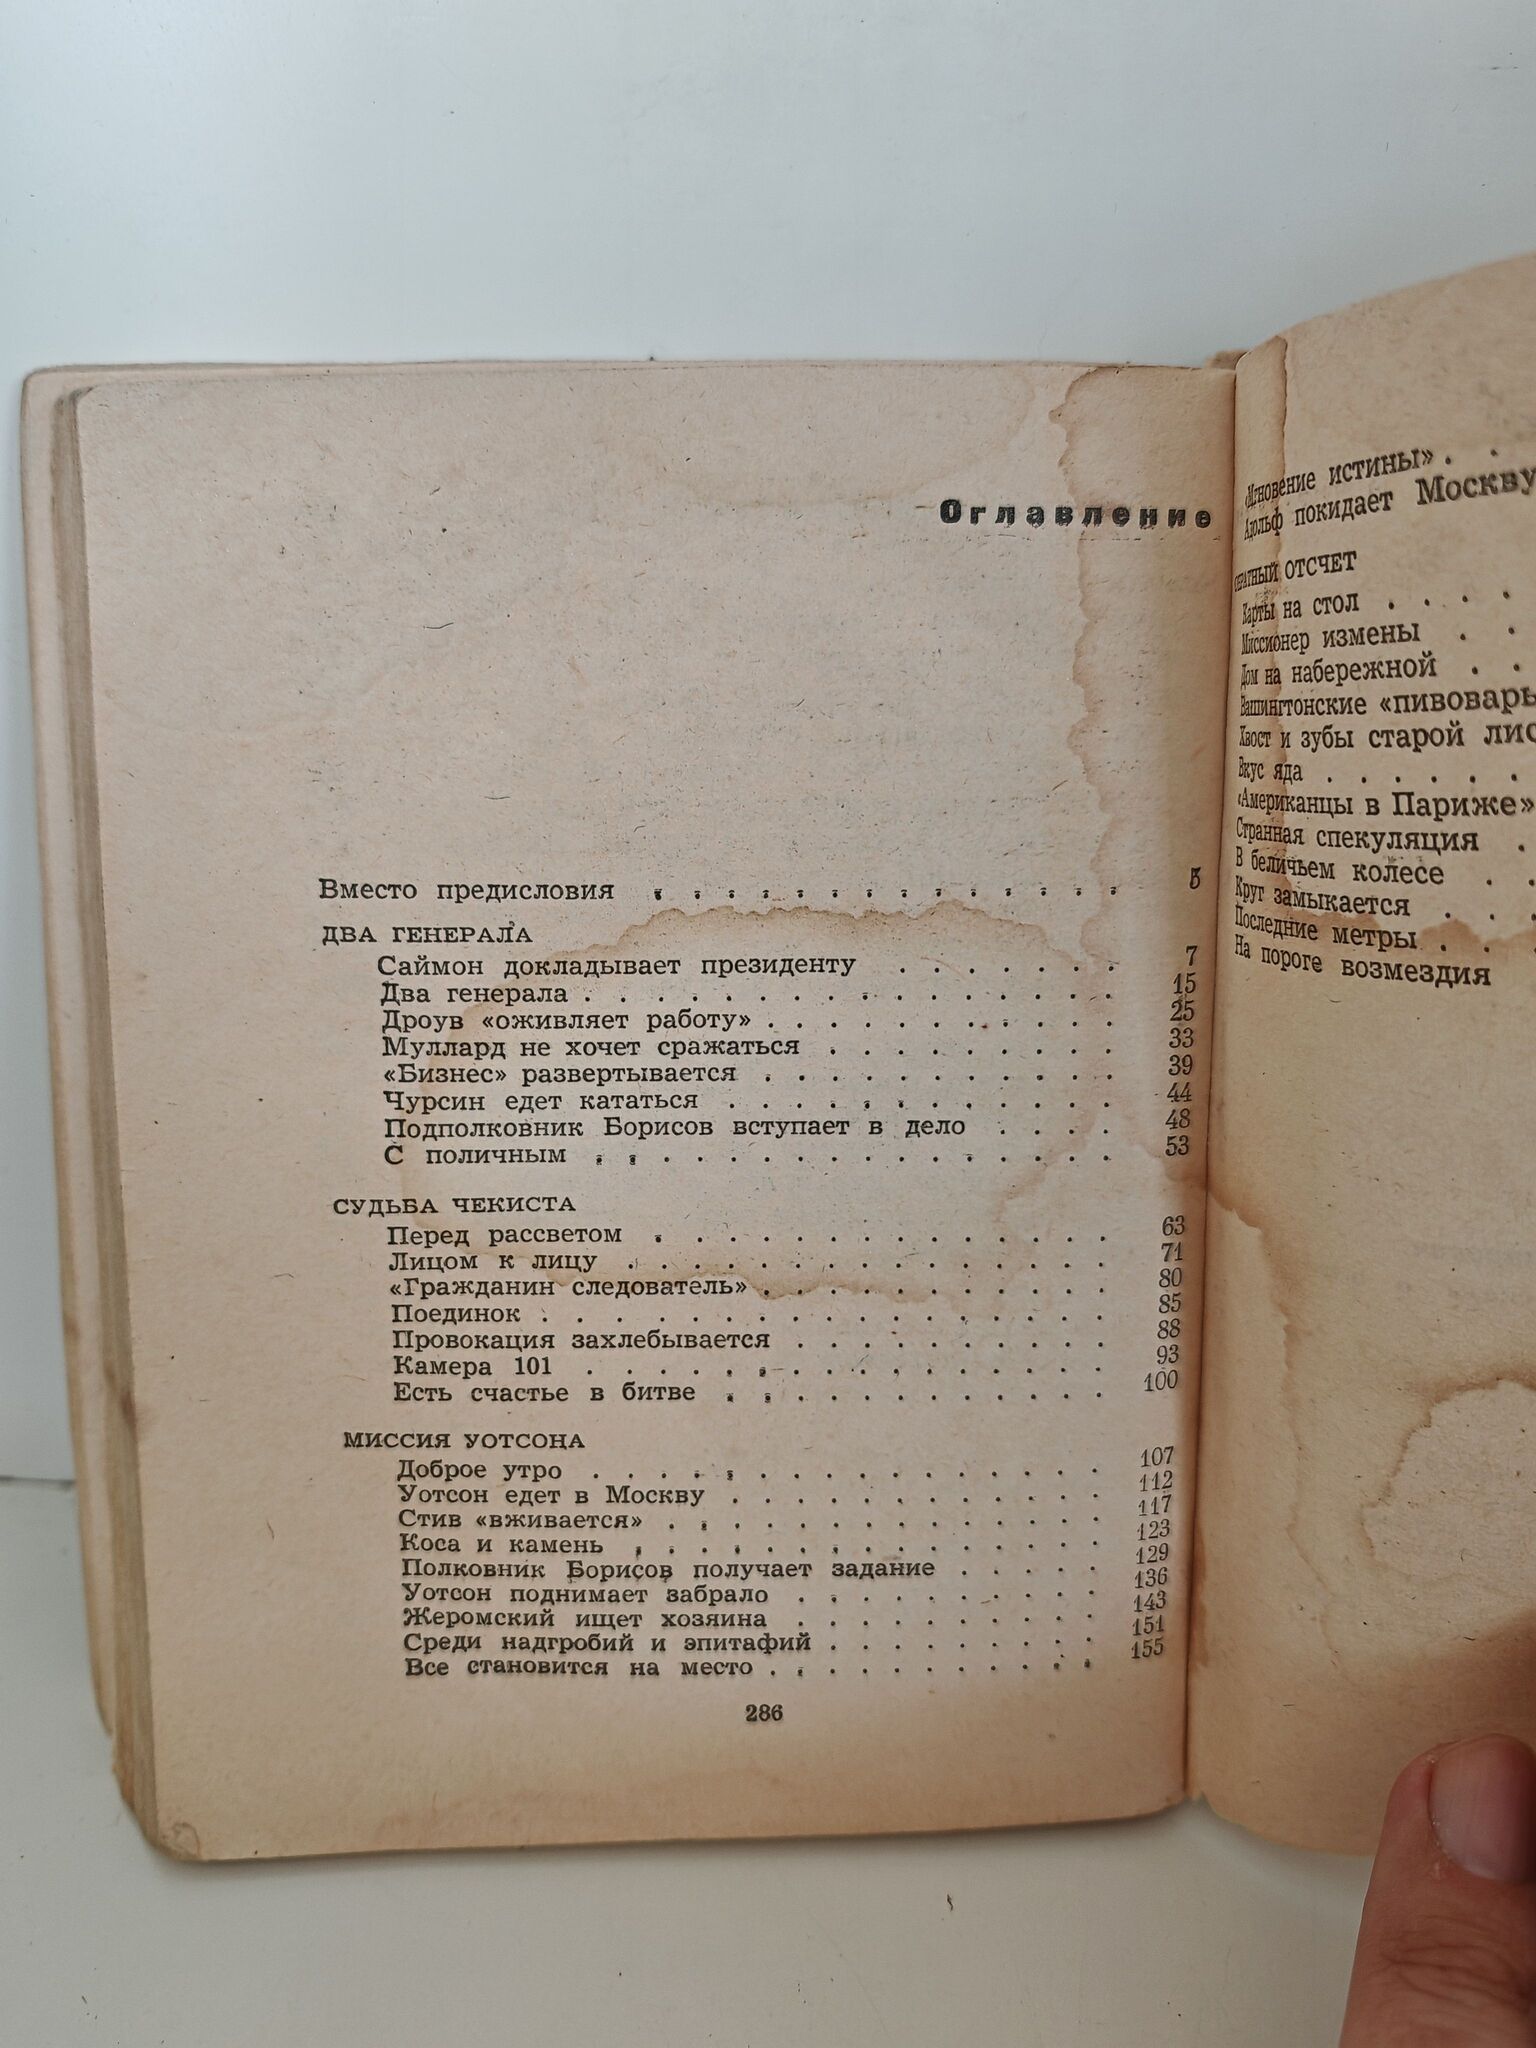 Оглавление
Вместо предисловия . . . . . . . . . . . . . . 5
ДВА ГЕНЕРАЛА
Саймон докладывает президенту . . . . . . . 7
Два генерала . . . . . . . . . . . . . . . . 15
Дроув «оживляет работу» . . . . . . . . . . 25
Муллард не хочет сражаться . . . . . . . . . 33
«Бизнес» развертывается . . . . . . . . . . 39
Чурсин едет кататься . . . . . . . . . . . . 44
Подполковник Борисов вступает в дело . . . . 48
С поличным . . . . . . . . . . . . . . . 53
СУДЬБА ЧЕКИСТА
Перед рассветом . . . . . . . . . . . . . 63
Лицом к лицу . . . . . . . . . . . . . . 71
«Гражданин следователь» . . . . . . . . . . 80
Поединок . . . . . . . . . . . . . . . . 85
Провокация захлебывается . . . . . . . . . 88
Камера 101 . . . . . . . . . . . . . . . 93
Есть счастье в битве . . . . . . . . . . . 100
МИССИЯ УОТСОНА
Доброе утро . . . . . . . . . . . . . . . 107
Уотсон едет в Москву . . . . . . . . . . . 112
Стив «вживается» . . . . . . . . . . . . . 117
Коса и камень . . . . . . . . . . . . . . 123
Полковник Борисов получает задание . . . . . 129
Уотсон поднимает забрало . . . . . . . . . 136
Жеромский ищет хозяина . . . . . . . . . 143
Среди надгробий и эпитафий . . . . . . . . 151
Все становится на место . . . . . . . . . . 155
286
«Мгновение истины» . .
Адольф покидает Москву
ОБРАТНЫЙ ОТСЧЕТ
Карты на стол . . . .
Миссионер измены . .
Дом на набережной . .
Вашингтонские
Хвост и зубы старой
Вкус яда . . . . . .
«Американцы в Париже»
Странная спекуляция .
В беличьем колесе . .
Круг замыкается . . .
Последние метры . . .
На пороге возмездия